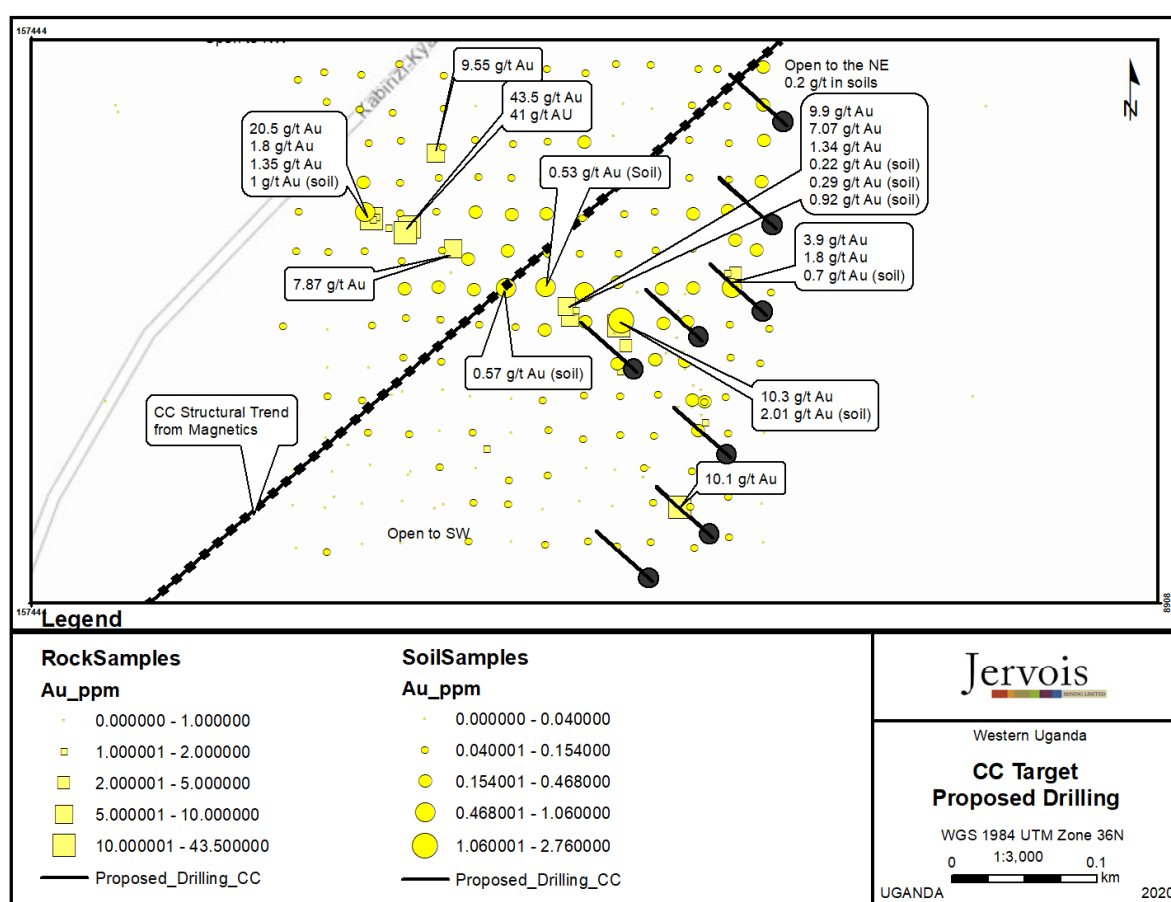 157444
Open to NW
Kabirizi-Kya
9.55 g/t Au
43.5 g/t Au
41 g/t AU
20.5 g/t Au
1.8 g/t Au
1.35 g/t Au
1 g/t Au (soil)
Open to the NE
0.2 g/t in soils
N
9.9 g/t Au
7.07 g/t Au
1.34 g/t Au
0.22 g/t Au (soil)
0.29 g/t Au (soil)
0.92 g/t Au (soil)
0.53 g/t Au (Soil)
3.9 g/t Au
1.8 g/t Au
0.7 g/t Au (soil)
7.87 g/t Au
0.57 g/t Au (soil)
10.3 g/t Au
2.01 g/t Au (soil)
CC Structural Trend
from Magnetics
10.1 g/t Au
Open to SW
157444
8908
Legend
RockSamples
Au_ppm
0.000000 - 1.000000
1.000001 - 2.000000
2.000001 - 5.000000
5.000001 - 10.000000
10.000001 - 43.500000
Proposed_Drilling_CC
SoilSamples
Au_ppm
0.000000 - 0.040000
0.040001 - 0.154000
0.154001 - 0.468000
0.468001 - 1.060000
1.060001 - 2.760000
Proposed_Drilling_CC
Jervois
MINING LIMITED
Western Uganda
CC Target
Proposed Drilling
WGS 1984 UTM Zone 36N
0 1:3,000 0.1
km
UGANDA 2020